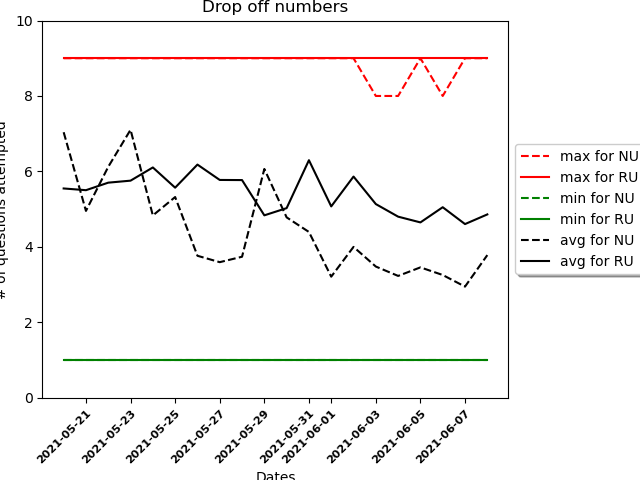 Drop off numbers
# of questions attempted
10
8
6
4
2
0
2021-05-21
2021-05-23
2021-05-25
2021-05-27
2021-05-29
2021-05-31
2021-06-01
2021-06-03
2021-06-05
2021-06-07
Dates
max for NU
max for RU
min for NU
min for RU
avg for NU
avg for RU